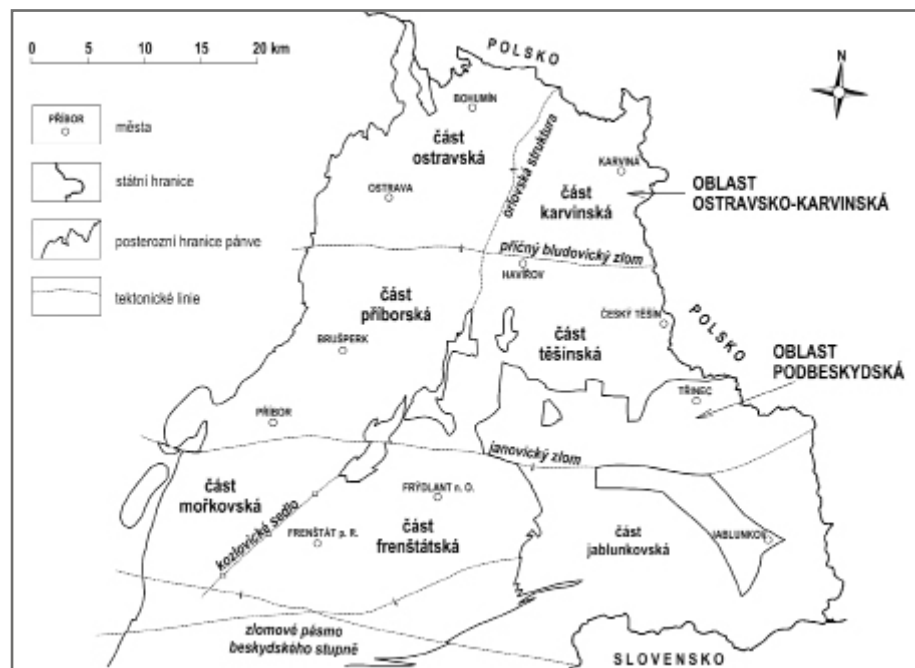 0 5 10 15 20 km
PŘÍBOR
města
státní hranice
posterozní hranice pánve
tektonické linie
POLSKO
N
BOHUMÍN
část
ostravská
OSTRAVA
orlovská struktura
KARVINÁ
část
karvinská
OBLAST
OSTRAVSKO-KARVINSKÁ
příčný bludovický zlom
HAVÍŘOV
část
příborská
BRUŠPERK
část
těšinská
ČESKÝ TĚŠÍN
POLSKO
OBLAST
PODBESKYDSKÁ
TŘINEC
PŘÍBOR
janovický zlom
část
mořkovská
kozlovické sedlo
FRÝDLANT n. O.
FRENŠTÁT p. R.
část
frenštátská
část
jablunkovská
JABLUNKOV
zlomové pásmo
beskydského stupně
SLOVENSKO